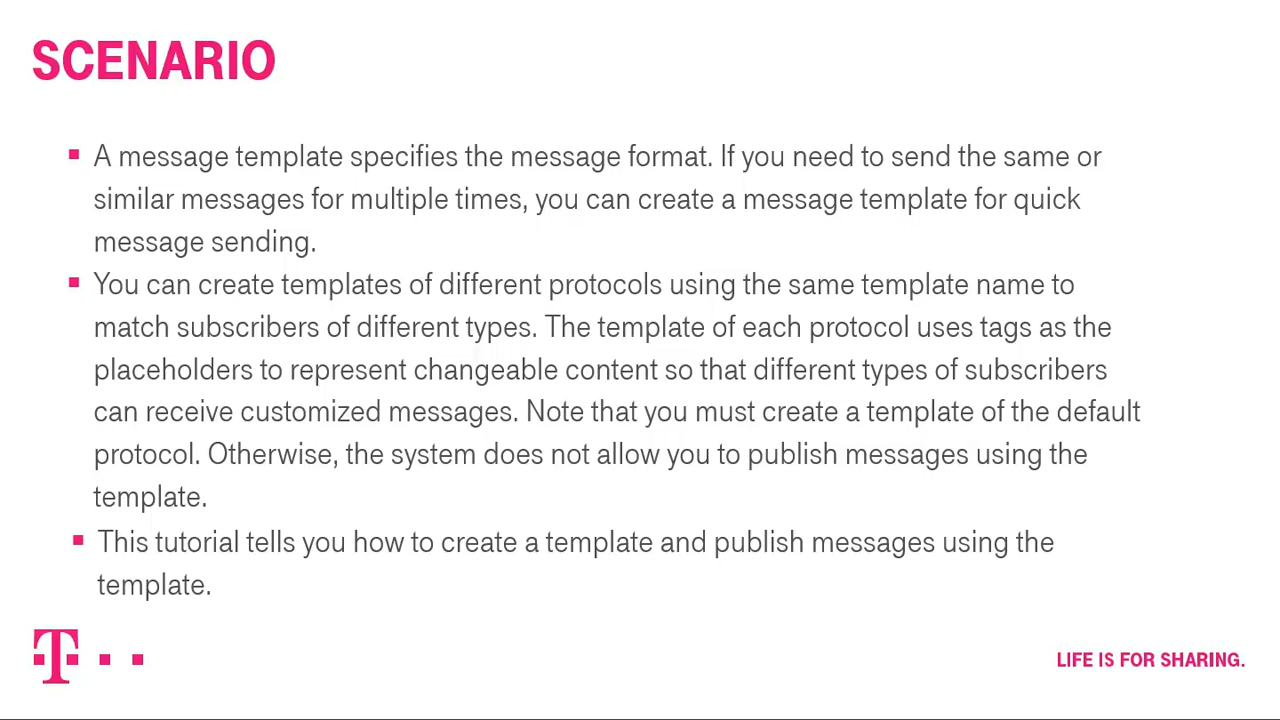 SCENARIO
A message template specifies the message format. If you need to send the same or
similar messages for multiple times, you can create a message template for quick
message sending.
You can create templates of different protocols using the same template name to
match subscribers of different types. The template of each protocol uses tags as the
placeholders to represent changeable content so that different types of subscribers
can receive customized messages. Note that you must create a template of the default
protocol. Otherwise, the system does not allow you to publish messages using the
template.
This tutorial tells you how to create a template and publish messages using the
template.
T
LIFE IS FOR SHARING.